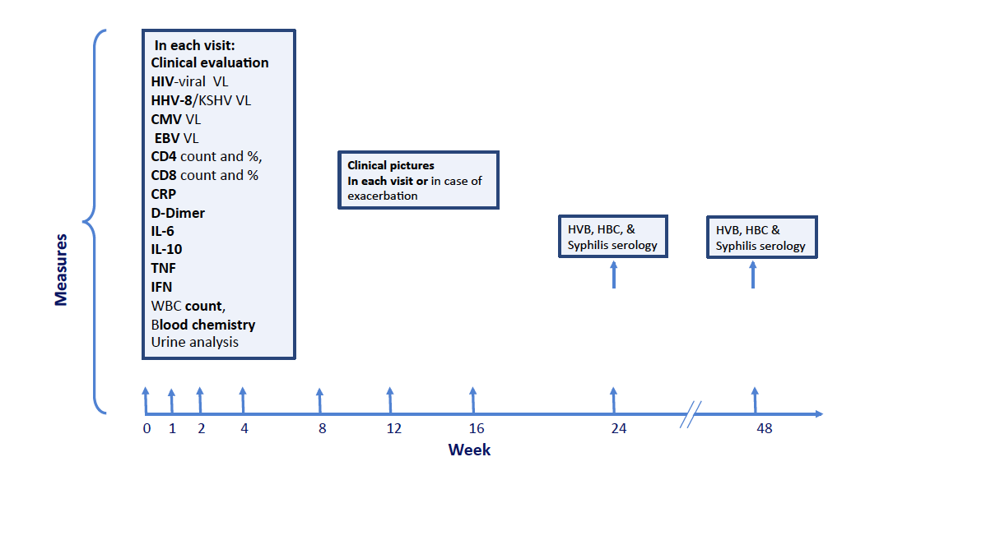 Measures
In each visit:
Clinical evaluation
HIV-viral VL
HHV-8/KSHV VL
CMV VL
EBV VL
CD4 count and %,
CD8 count and %
CRP
D-Dimer
IL-6
IL-10
TNF
IFN
WBC count,
Blood chemistry
Urine analysis
Clinical pictures
In each visit or in case of
exacerbation
HVB, HBC, &
Syphilis serology
HVB, HBC &
Syphilis serology
0 1 2 4 8 12 16 24 48
Week